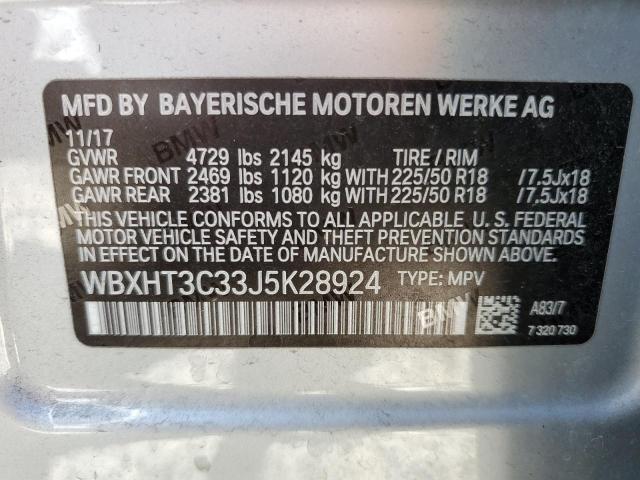 MFD BY BAYERISCHE MOTOREN WERKE AG
11/17
GVWR 4729 lbs 2145 kg TIRE / RIM
GAWR FRONT 2469 lbs 1120 kg WITH 225/50 R18 /7.5Jx18
GAWR REAR 2381 lbs 1080 kg WITH 225/50 R18 /7.5Jx18
THIS VEHICLE CONFORMS TO ALL APPLICABLE U. S. FEDERAL
MOTOR VEHICLE SAFETY AND THEFT PREVENTION STANDARDS
IN EFFECT ON THE DATE OF MANUFACTURE SHOWN ABOVE.
WBXHT3C33J5K28924 TYPE: MPV
A83/7
7 320 730